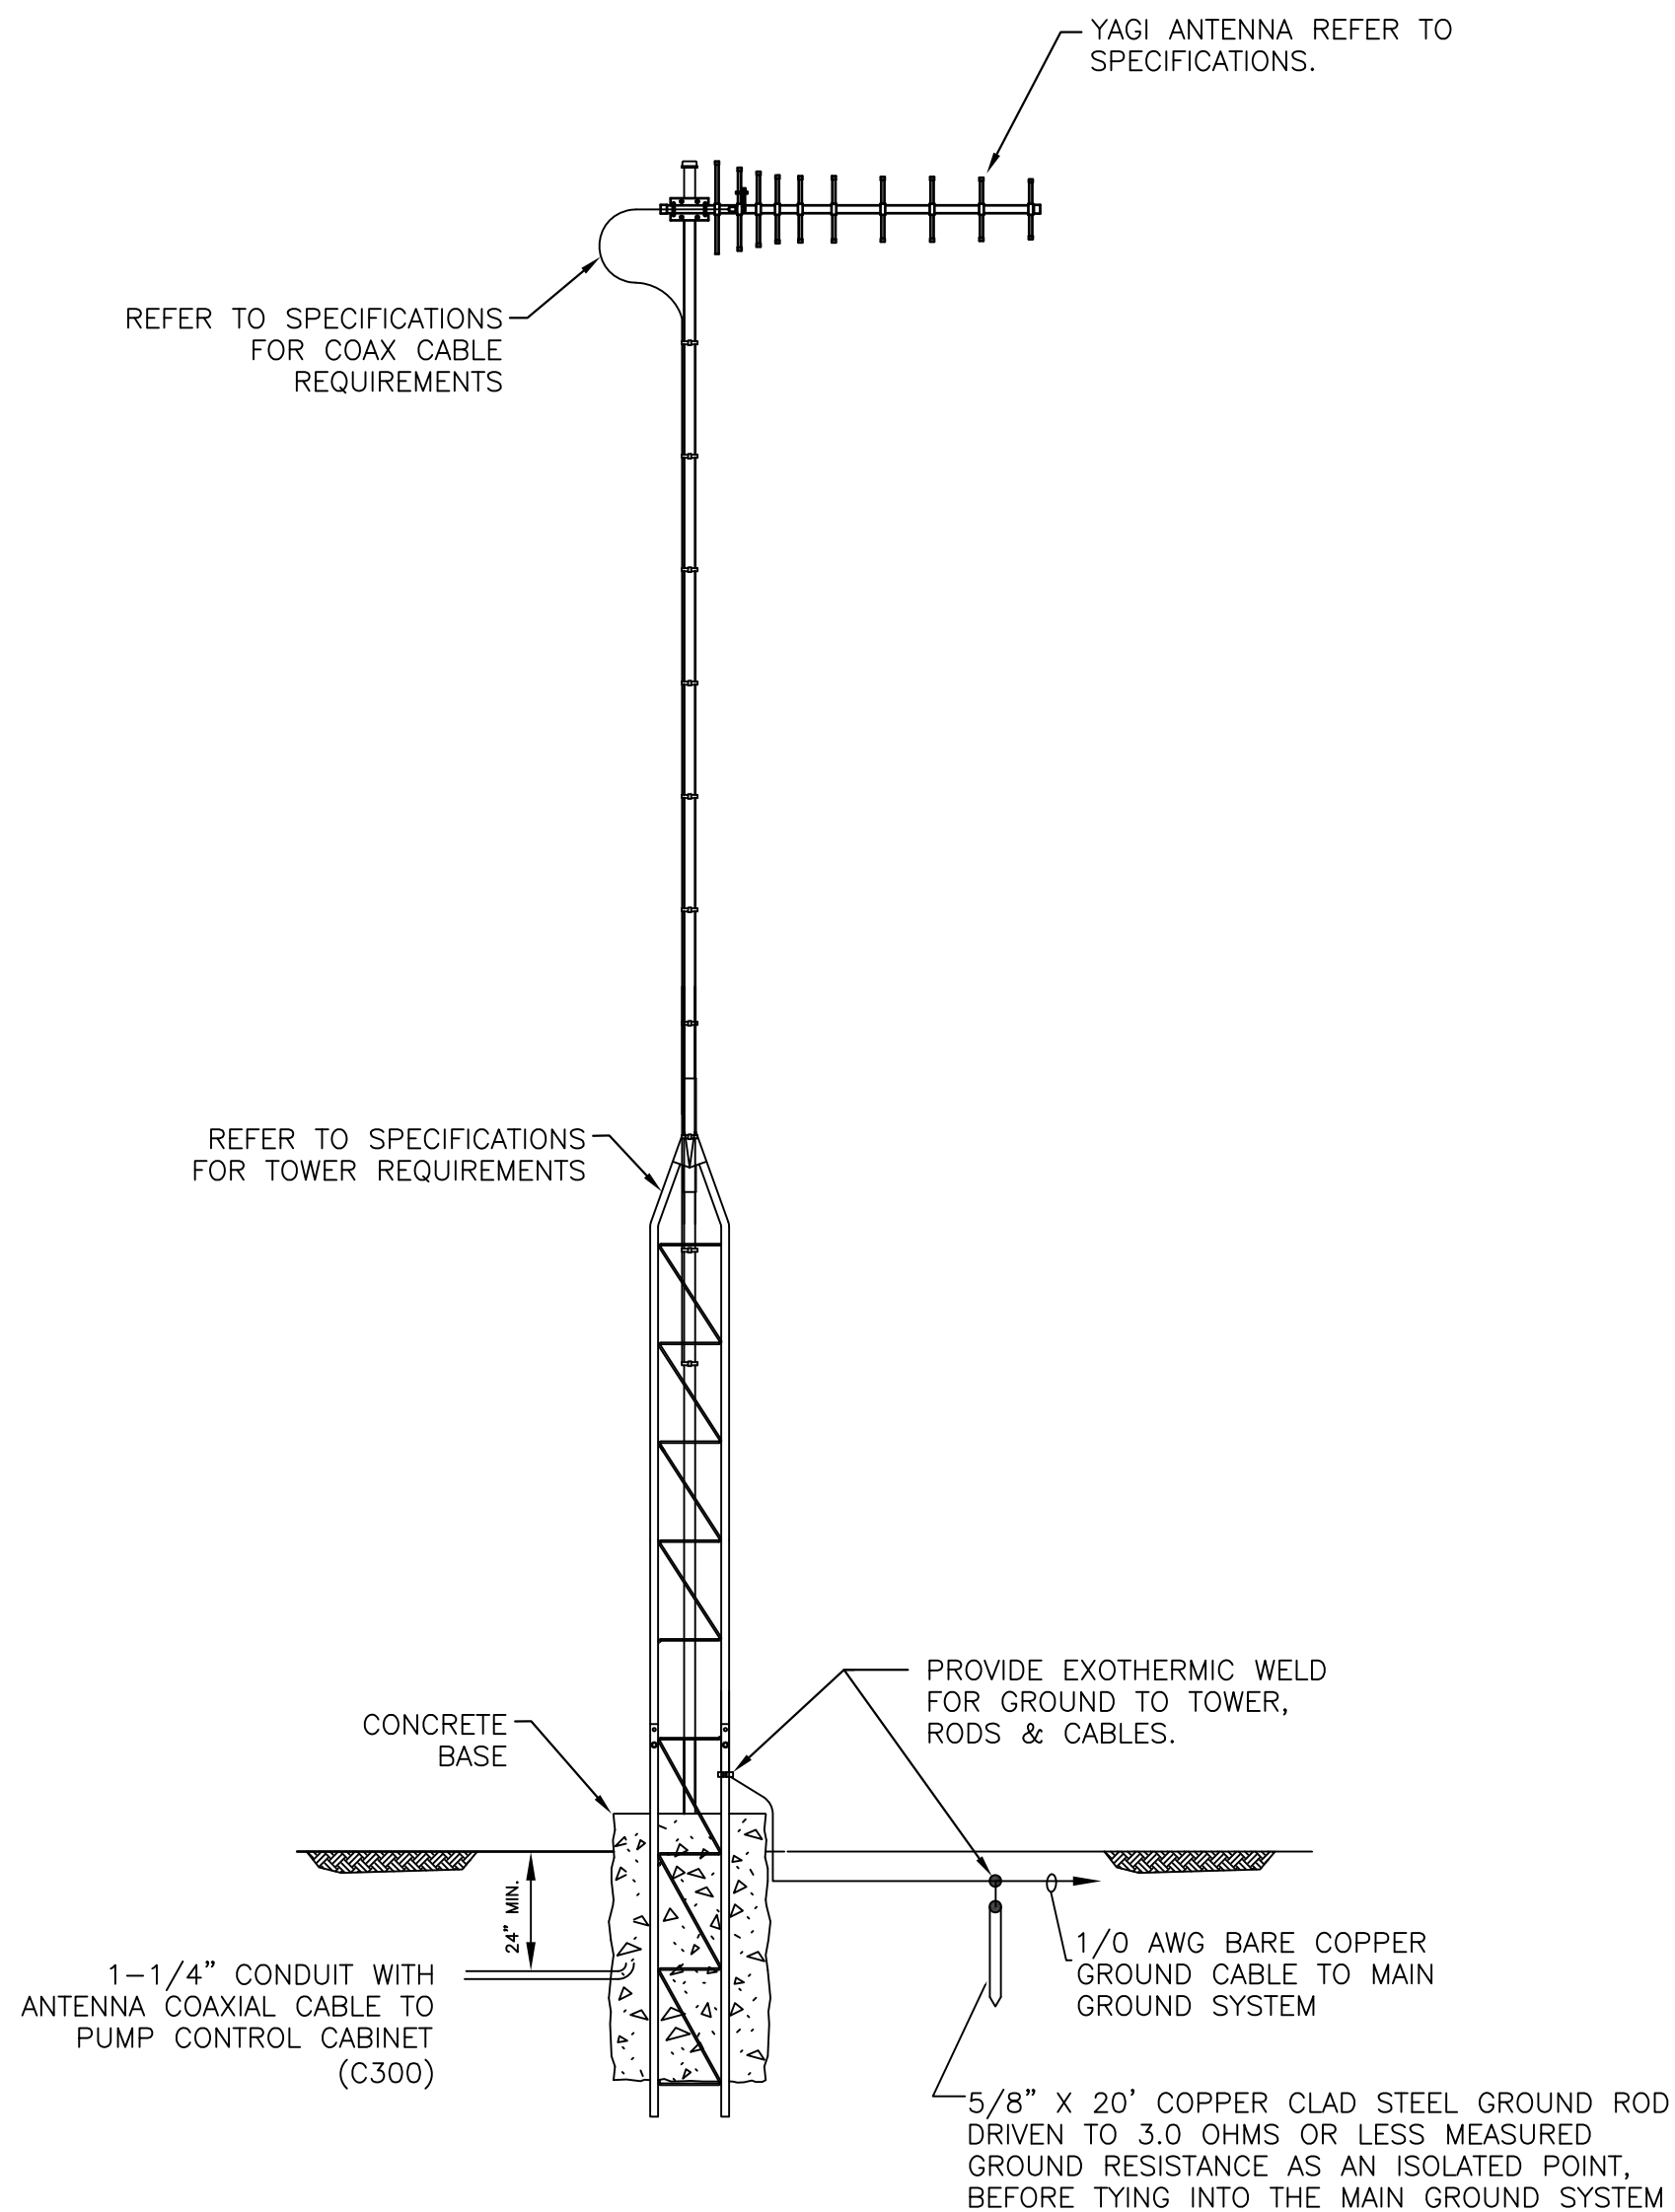 YAGI ANTENNA REFER TO
SPECIFICATIONS.
REFER TO SPECIFICATIONS
FOR COAX CABLE
REQUIREMENTS
REFER TO SPECIFICATIONS
FOR TOWER REQUIREMENTS
PROVIDE EXOTHERMIC WELD
FOR GROUND TO TOWER,
RODS & CABLES.
CONCRETE
BASE
24" MIN.
1-1/4" CONDUIT WITH
ANTENNA COAXIAL CABLE TO
PUMP CONTROL CABINET
(C300)
1/0 AWG BARE COPPER
GROUND CABLE TO MAIN
GROUND SYSTEM
5/8" X 20' COPPER CLAD STEEL GROUND ROD
DRIVEN TO 3.0 OHMS OR LESS MEASURED
GROUND RESISTANCE AS AN ISOLATED POINT,
BEFORE TYING INTO THE MAIN GROUND SYSTEM